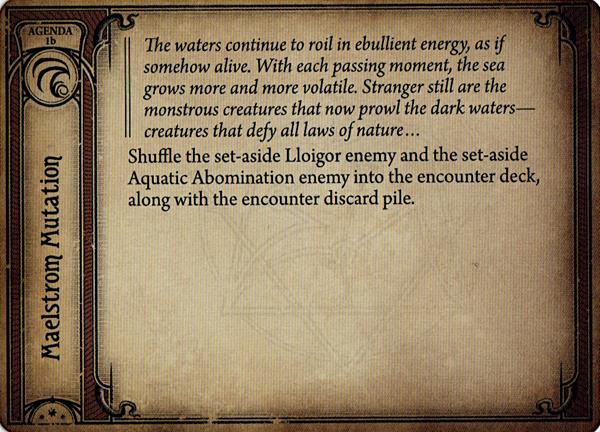 AGENDA
1b
Maelstrom Mutation
The waters continue to roil in ebullient energy, as if
somehow alive. With each passing moment, the sea
grows more and more volatile. Stranger still are the
monstrous creatures that now prowl the dark waters—
creatures that defy all laws of nature…
Shuffle the set-aside Lloigor enemy and the set-aside
Aquatic Abomination enemy into the encounter deck,
along with the encounter discard pile.